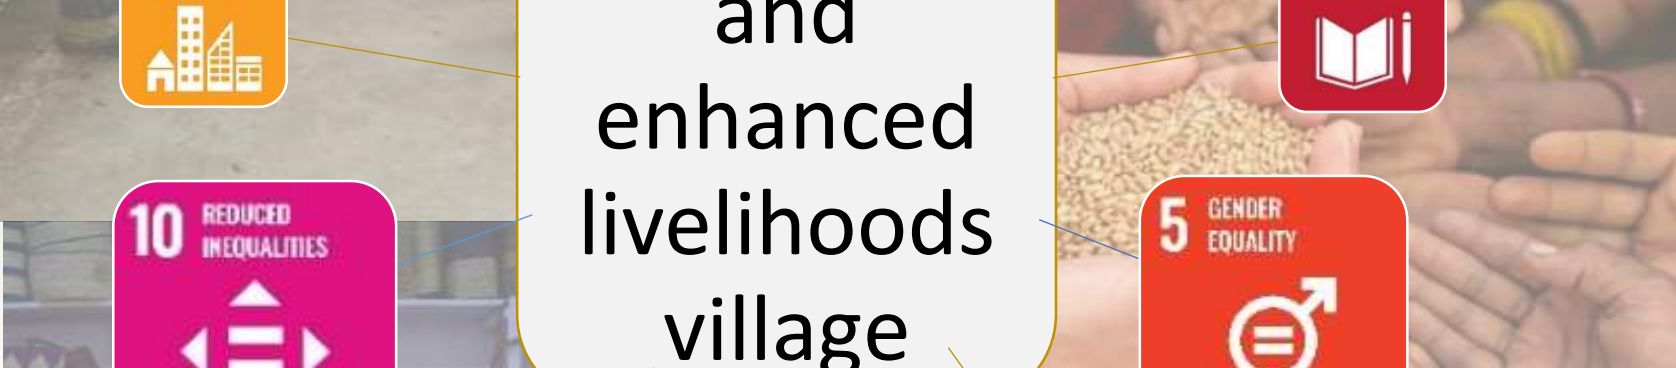 and
enhanced
livelihoods
village
10 REDUCED
INEQUALITIES
5 GENDER
EQUALITY